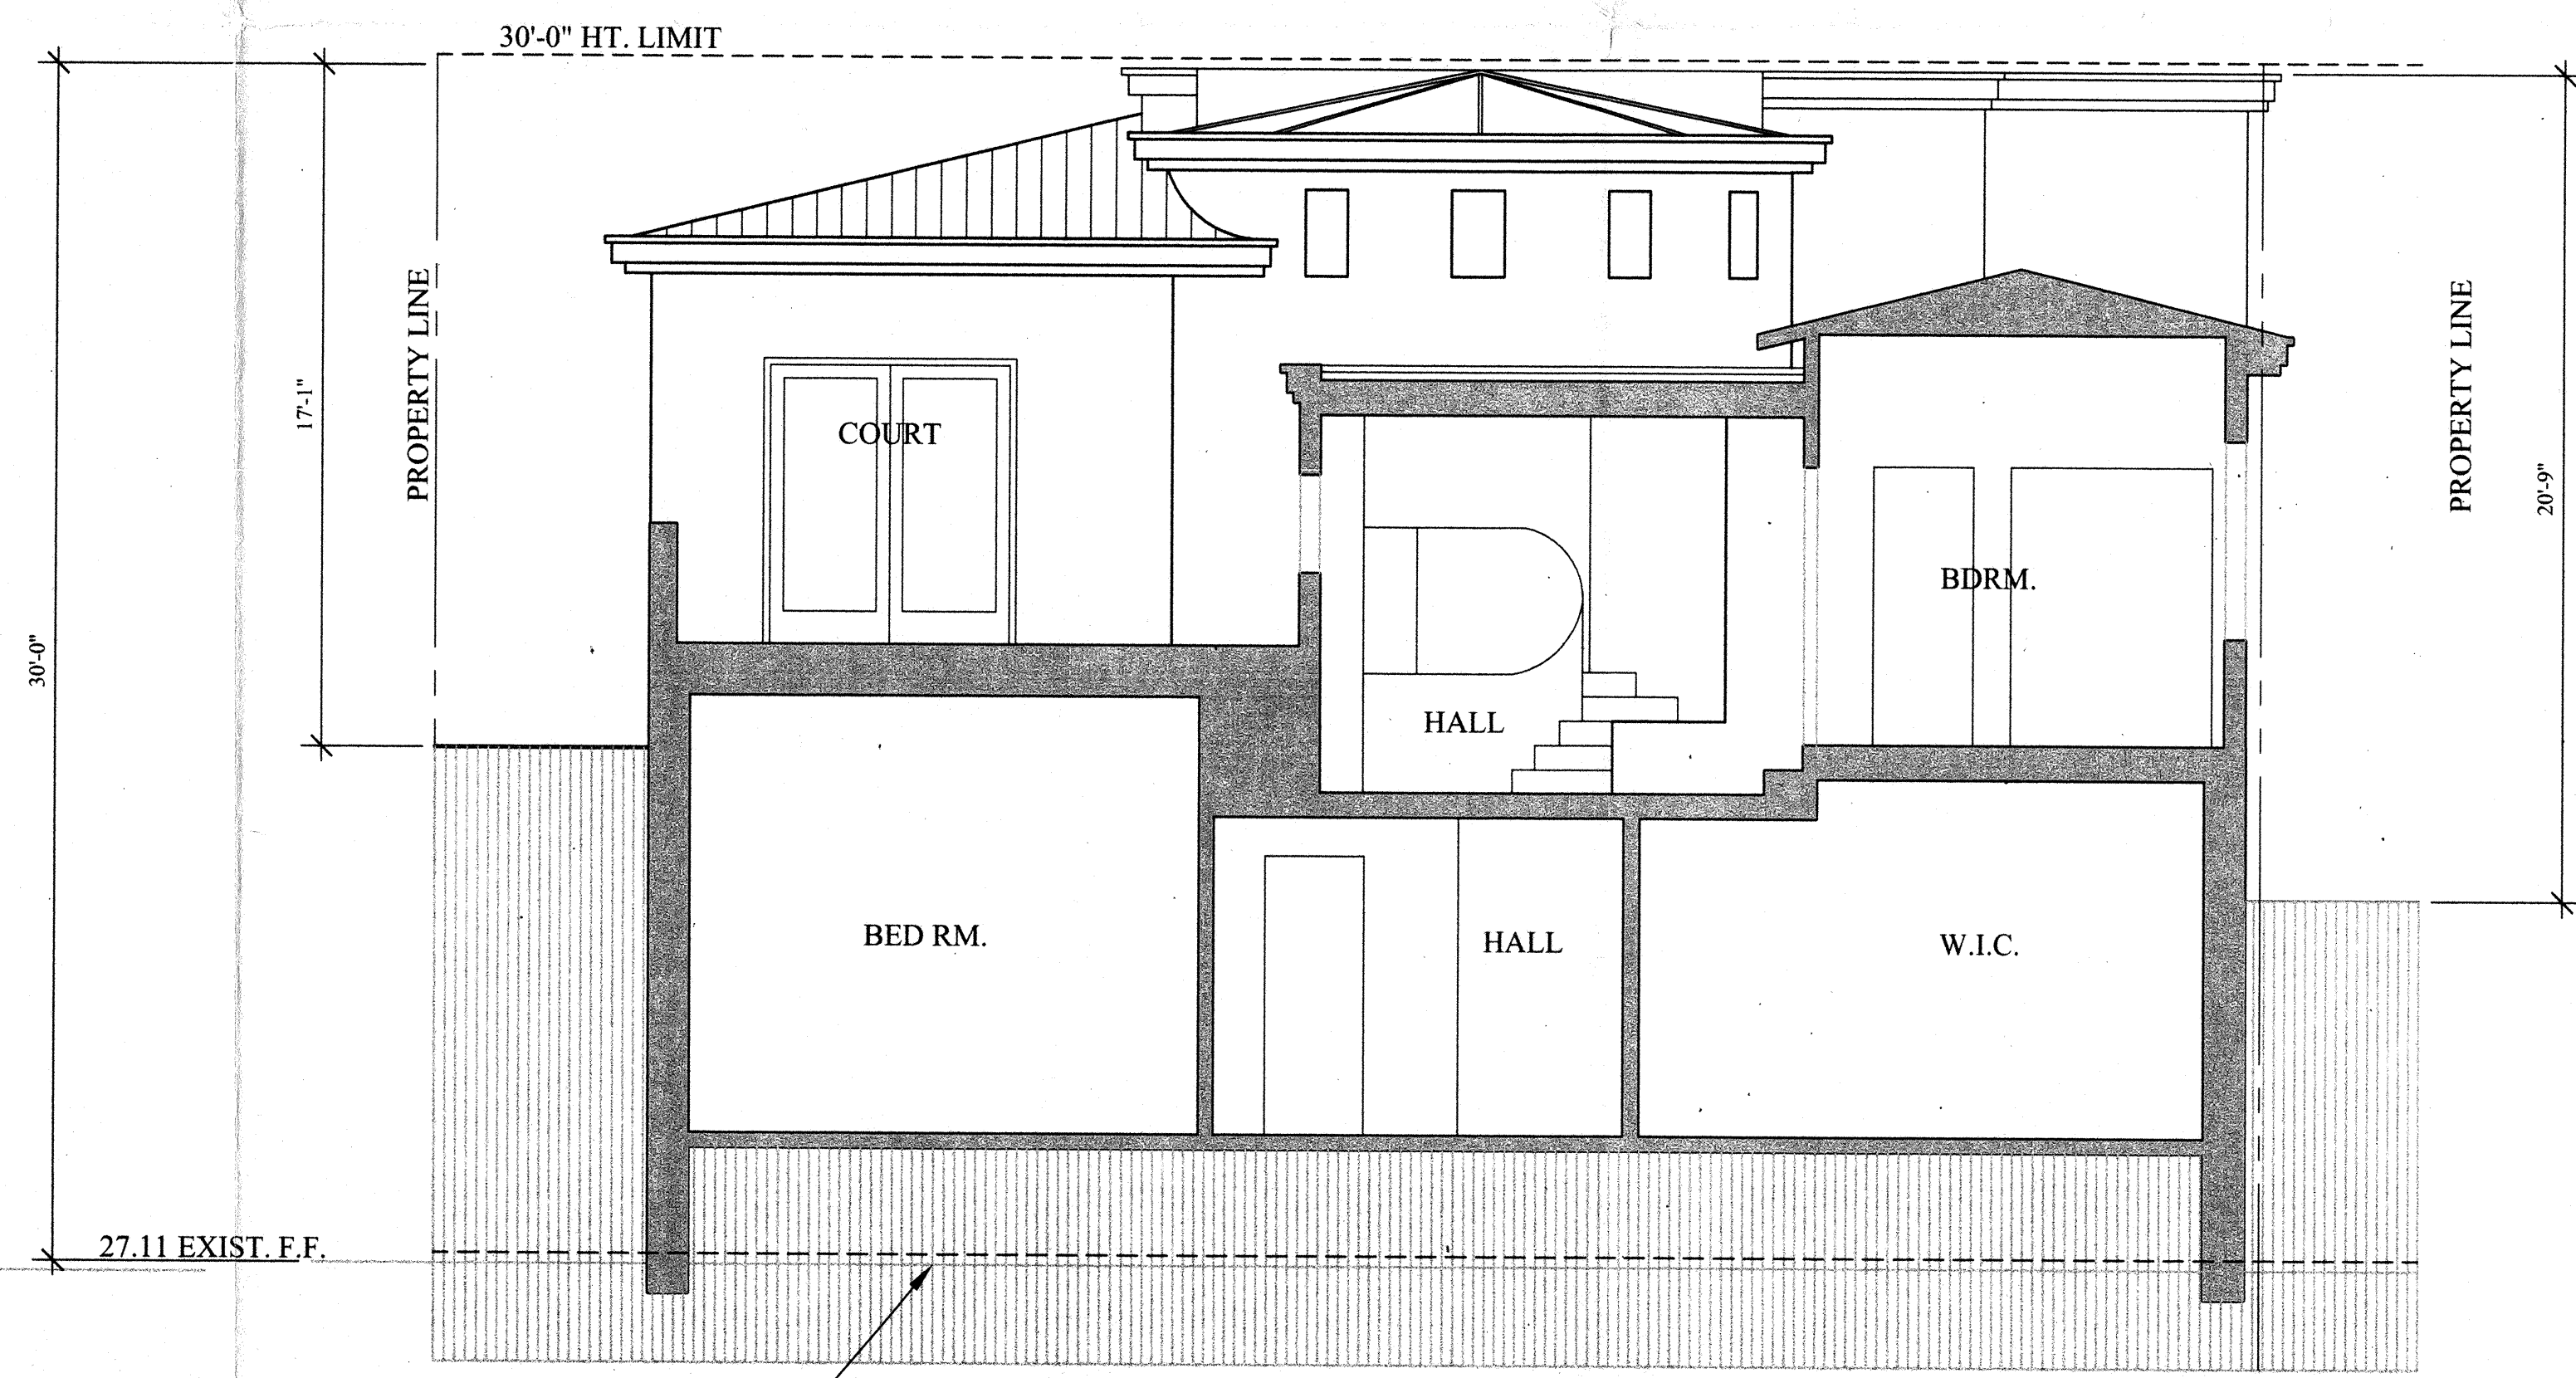 30'-0" HT. LIMIT
PROPERTY LINE
17'-1"
30'-0"
PROPERTY LINE
20'-9"
COURT
BDRM.
HALL
BED RM.
HALL
W.I.C.
27.11 EXIST. F.F.